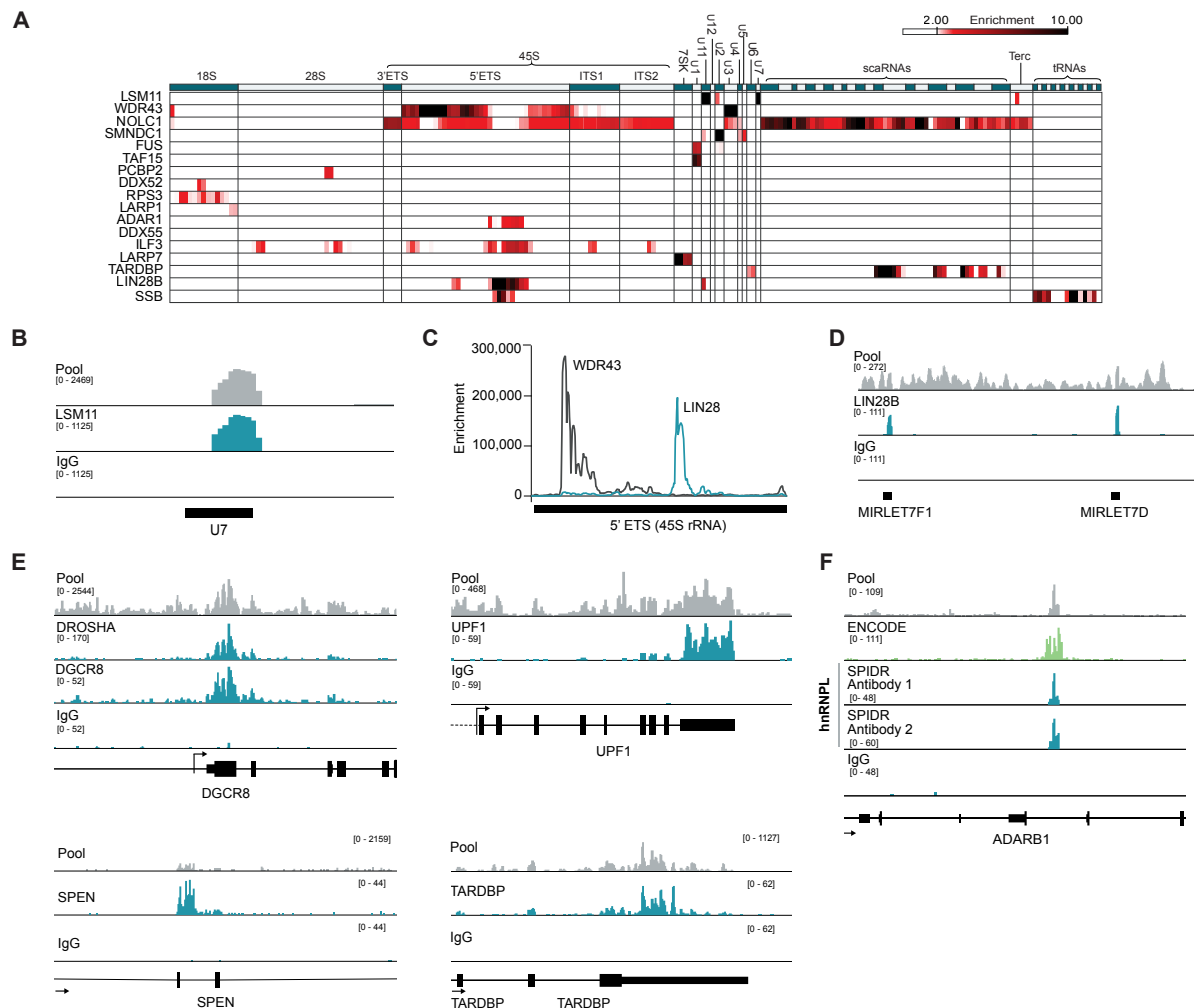 A
2.00 Enrichment 10.00
45S
18S 28S 3'ETS 5'ETS ITS1 ITS2 7SK U1 U11 U12 U2 U3 U4 U5 U6 U7 scaRNAs Terc tRNAs
LSM11
WDR43
NOLC1
SMNDC1
FUS
TAF15
PCBP2
DDX52
RPS3
LARP1
ADAR1
DDX55
ILF3
LARP7
TARDBP
LIN28B
SSB
B
Pool
[0 - 2469]
LSM11
[0 - 1125]
IgG
[0 - 1125]
U7
C
300,000
200,000
100,000
0
Enrichment
WDR43
LIN28
5' ETS (45S rRNA)
D
Pool
[0 - 272]
LIN28B
[0 - 111]
IgG
[0 - 111]
MIRLET7F1 MIRLET7D
E
Pool
[0 - 2544]
DROSHA
[0 - 170]
DGCR8
[0 - 52]
IgG
[0 - 52]
DGCR8
Pool
[0 - 468]
UPF1
[0 - 59]
IgG
[0 - 59]
UPF1
[0 - 2159]
Pool
[0 - 44]
SPEN
[0 - 44]
IgG
SPEN
[0 - 1127]
Pool
[0 - 62]
TARDBP
[0 - 62]
IgG
TARDBP TARDBP
F
Pool
[0 - 109]
ENCODE
[0 - 111]
hnRNPL
SPIDR
Antibody 1
[0- 48]
SPIDR
Antibody 2
[0 - 60]
IgG
[0 - 48]
ADARB1